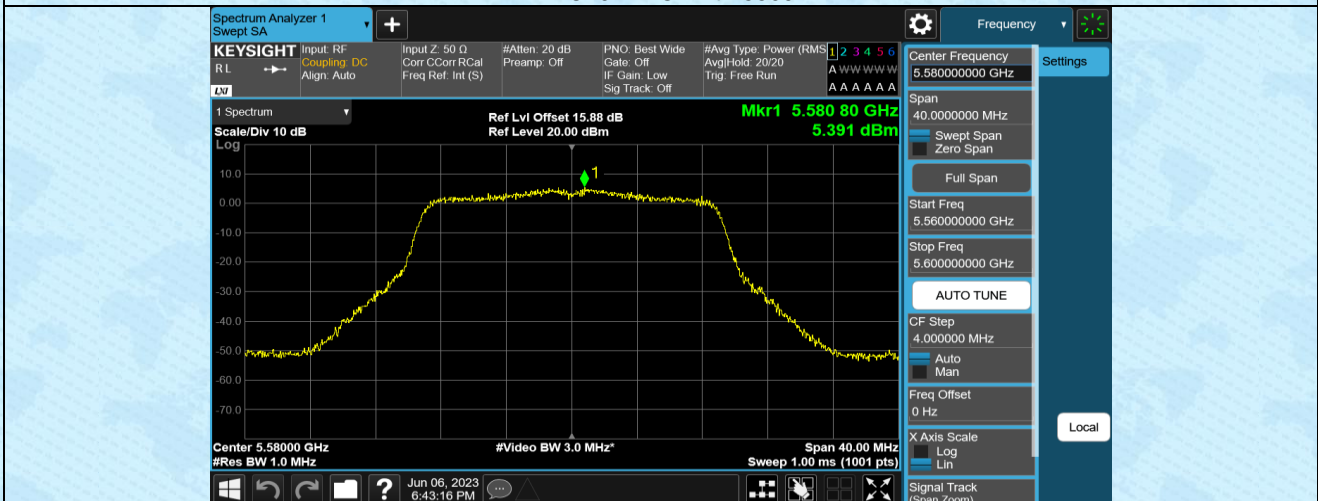 Spectrum Analyzer 1
Swept SA
Frequency
KEYSIGHT
R L
LXI
Input: RF
Coupling: DC
Align: Auto
Input Z: 50 Ω
Corr CCorr RCal
Freq Ref: Int (S)
#Atten: 20 dB
Preamp: Off
PNO: Best Wide
Gate: Off
IF Gain: Low
Sig Track: Off
#Avg Type: Power (RMS
Avg|Hold: 20/20
Trig: Free Run
1 2 3 4 5 6
A W W W W W
A A A A A A
1 Spectrum
Scale/Div 10 dB
Log
Ref Lvl Offset 15.88 dB
Ref Level 20.00 dBm
Mkr1 5.580 80 GHz
5.391 dBm
1
10.0
0.00
-10.0
-20.0
-30.0
-40.0
-50.0
-60.0
-70.0
Center 5.58000 GHz
#Res BW 1.0 MHz
#Video BW 3.0 MHz*
Span 40.00 MHz
Sweep 1.00 ms (1001 pts)
Jun 06, 2023
6:43:16 PM
Center Frequency
5.580000000 GHz
Span
40.0000000 MHz
Swept Span
Zero Span
Full Span
Start Freq
5.560000000 GHz
Stop Freq
5.600000000 GHz
AUTO TUNE
CF Step
4.000000 MHz
Auto
Man
Freq Offset
0 Hz
X Axis Scale
Log
Lin
Signal Track
(Span Zoom)
Settings
Local